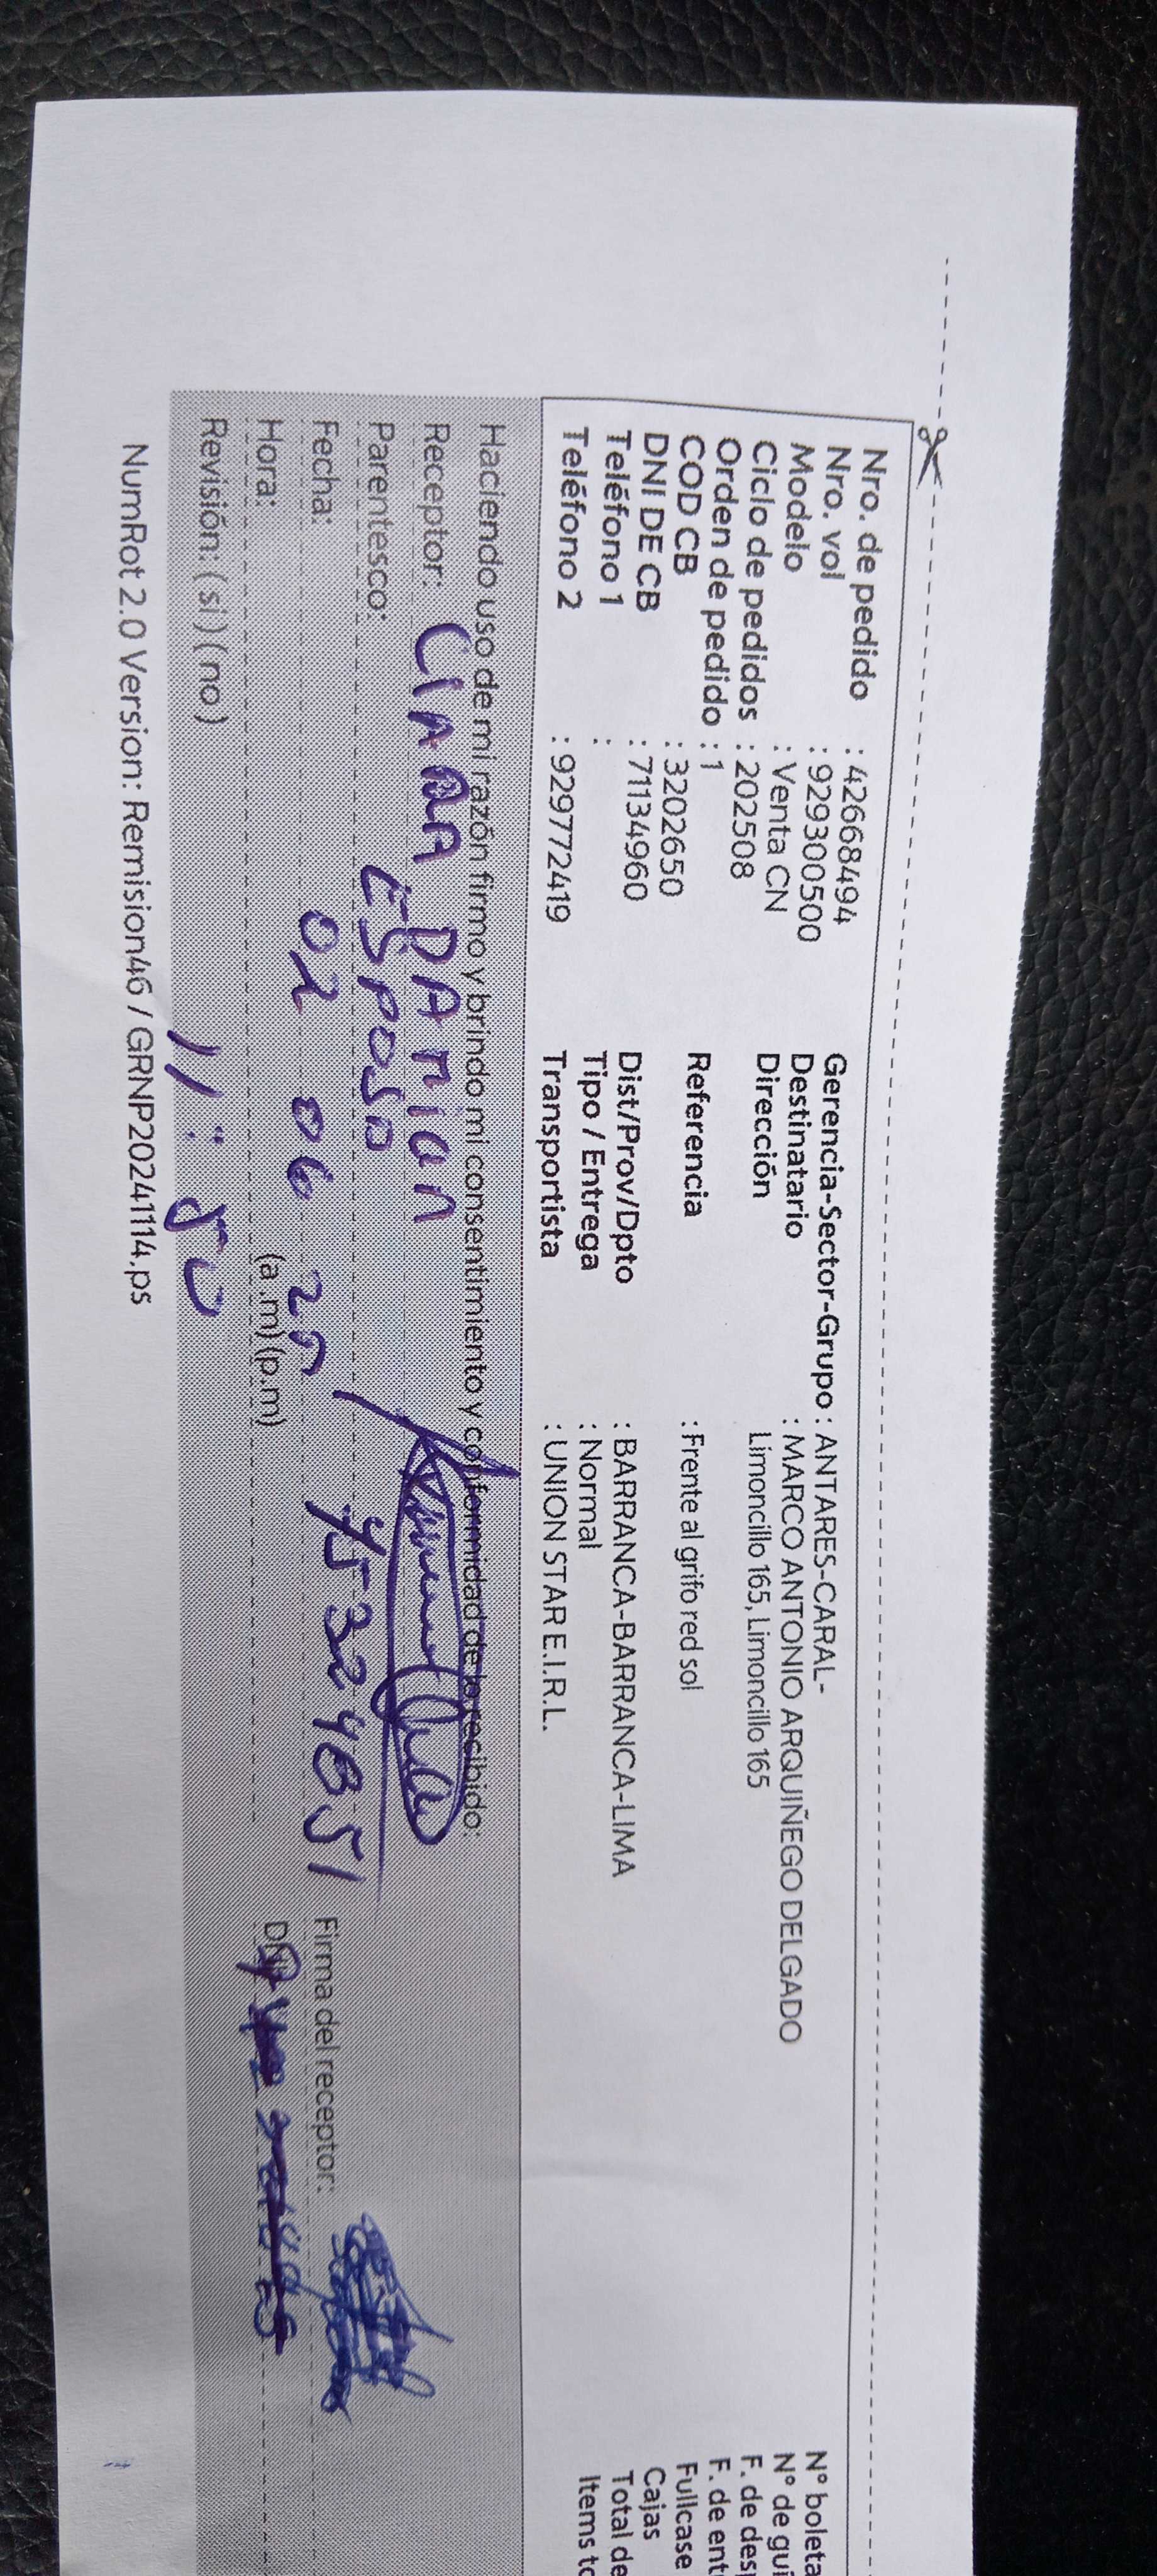 Nro. de pedido : 42668494
Nro. vol : 929300500
Modelo : Venta CN
Ciclo de pedidos : 202508
Orden de pedido : 1
COD CB : 3202650
DNI DE CB : 71134960
Teléfono 1 :
Teléfono 2 : 929772419
Gerencia-Sector-Grupo : ANTARES-CARAL-
Destinatario : MARCO ANTONIO ARQUIÑEGO DELGADO
Dirección Limoncillo 165, Limoncillo 165
Referencia : Frente al grifo red sol
Dist/Prov/Dpto : BARRANCA-BARRANCA-LIMA
Tipo / Entrega : Normal
Transportista : UNION STAR E.I.R.L.
N° boleta
N° de gui
F. de desp
F. de ent
Fullcase
Cajas
Total de
Items to
Haciendo uso de mi razón firmo y brindo mi consentimiento y conformidad de lo recibido:
Receptor: DAMIAN
Parentesco: ESPOSO
Fecha: 02 06 25
Hora: (a .m) (p.m)
Revisión: ( si ) ( no )
Firma del receptor:
DNI:
NumRot 2.0 Version: Remision46 / GRNP20241114.ps